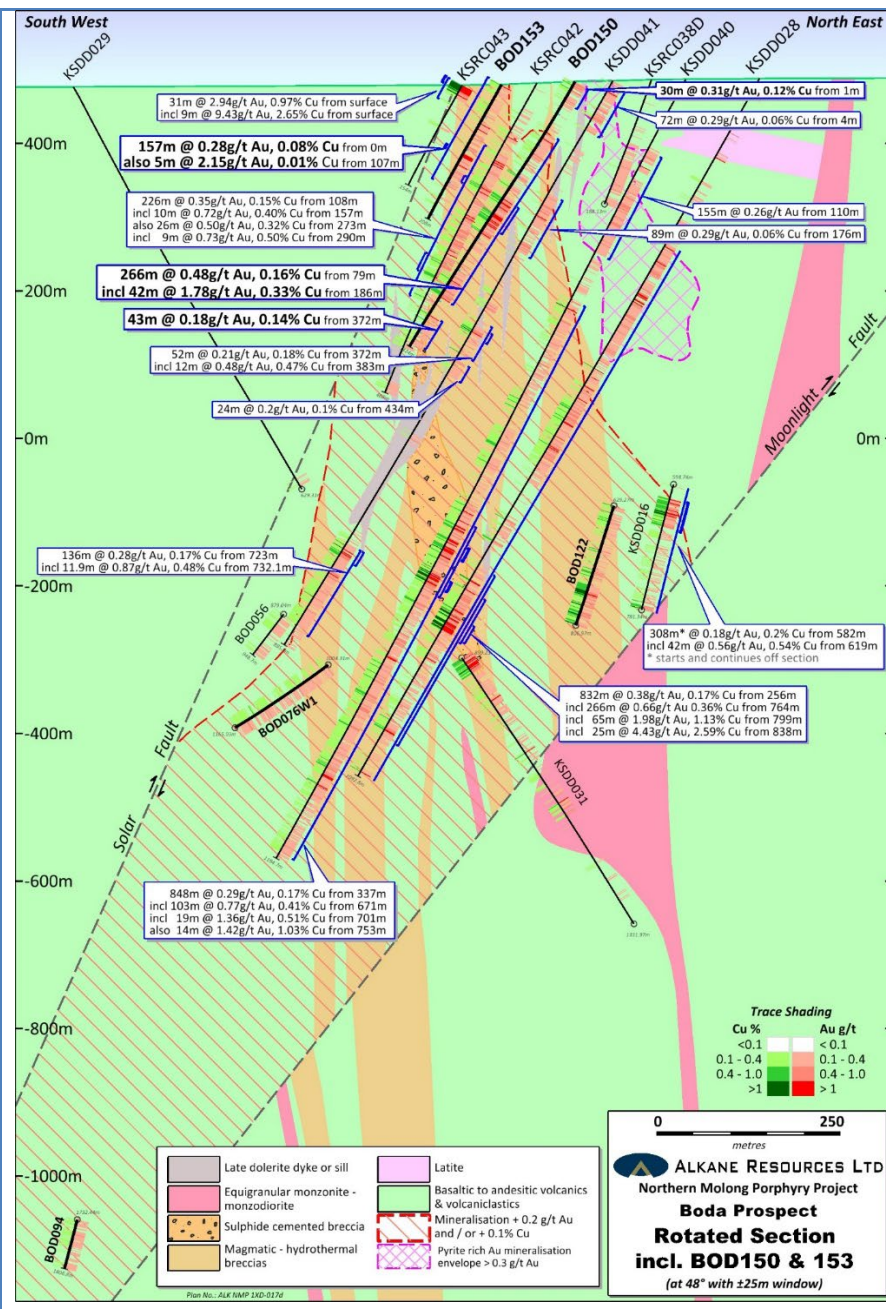 South West
North East
KSDD029
KSRC043
BOD153
KSRC042
BOD150
KSDD041
KSRC038D
KSDD040
KSDD028
31m @ 2.94g/t Au, 0.97% Cu from surface
incl 9m @ 9.43g/t Au, 2.65% Cu from surface
30m @ 0.31g/t Au, 0.12% Cu from 1m
72m @ 0.29g/t Au, 0.06% Cu from 4m
400m
157m @ 0.28g/t Au, 0.08% Cu from 0m
also 5m @ 2.15g/t Au, 0.01% Cu from 107m
226m @ 0.35g/t Au, 0.15% Cu from 108m
incl 10m @ 0.72g/t Au, 0.40% Cu from 157m
also 26m @ 0.50g/t Au, 0.32% Cu from 273m
incl 9m @ 0.73g/t Au, 0.50% Cu from 290m
155m @ 0.26g/t Au from 110m
89m @ 0.29g/t Au, 0.06% Cu from 176m
266m @ 0.48g/t Au, 0.16% Cu from 79m
incl 42m @ 1.78g/t Au, 0.33% Cu from 186m
200m
43m @ 0.18g/t Au, 0.14% Cu from 372m
52m @ 0.21g/t Au, 0.18% Cu from 372m
incl 12m @ 0.48g/t Au, 0.47% Cu from 383m
24m @ 0.2g/t Au, 0.1% Cu from 434m
Moonlight Fault
0m
0m
KSDD016
BOD122
136m @ 0.28g/t Au, 0.17% Cu from 723m
incl 11.9m @ 0.87g/t Au, 0.48% Cu from 732.1m
-200m
BOD056
308m* @ 0.18g/t Au, 0.2% Cu from 582m
incl 42m @ 0.56g/t Au, 0.54% Cu from 619m
* starts and continues off section
BOD076W1
832m @ 0.38g/t Au, 0.17% Cu from 256m
incl 266m @ 0.66g/t Au 0.36% Cu from 764m
incl 65m @ 1.98g/t Au, 1.13% Cu from 799m
incl 25m @ 4.43g/t Au, 2.59% Cu from 838m
-400m
KSDD031
Solar Fault
-600m
848m @ 0.29g/t Au, 0.17% Cu from 337m
incl 103m @ 0.77g/t Au, 0.41% Cu from 671m
incl 19m @ 1.36g/t Au, 0.51% Cu from 701m
also 14m @ 1.42g/t Au, 1.03% Cu from 753m
-800m
Trace Shading
Cu % Au g/t
<0.1 < 0.1
0.1 - 0.4 0.1 - 0.4
0.4 - 1.0 0.4 - 1.0
>1 > 1
-1000m
BOD094
Late dolerite dyke or sill
Equigranular monzonite -
monzodiorite
Sulphide cemented breccia
Magmatic - hydrothermal
breccias
Latite
Basaltic to andesitic volcanics
& volcaniclastics
Mineralisation + 0.2 g/t Au
and / or + 0.1% Cu
Pyrite rich Au mineralisation
envelope > 0.3 g/t Au
Plan No.: ALK NMP 1XD-017d
0 250
metres
ALKANE RESOURCES LTD
Northern Molong Porphyry Project
Boda Prospect
Rotated Section
incl. BOD150 & 153
(at 48° with ±25m window)